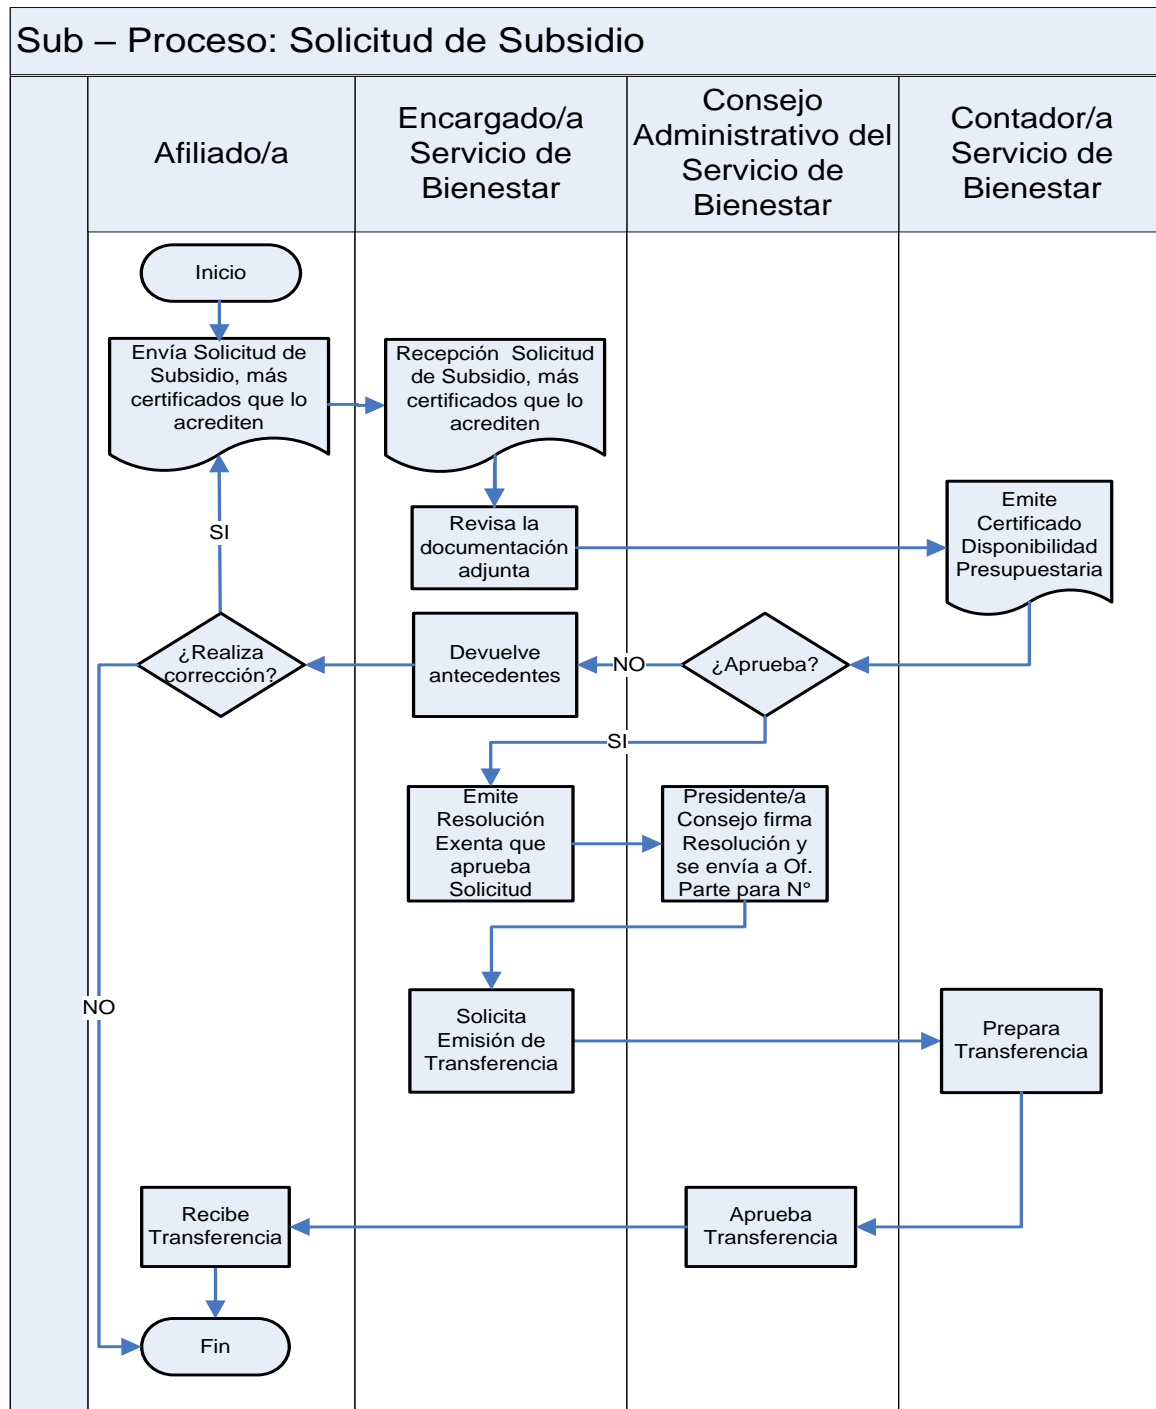 Sub – Proceso: Solicitud de Subsidio
Afiliado/a
Encargado/a
Servicio de
Bienestar
Consejo
Administrativo del
Servicio de
Bienestar
Contador/a
Servicio de
Bienestar
Inicio
Envía Solicitud de
Subsidio, más
certificados que lo
acrediten
Recepción Solicitud
de Subsidio, más
certificados que lo
acrediten
Revisa la
documentación
adjunta
Emite
Certificado
Disponibilidad
Presupuestaria
SI
¿Realiza
corrección?
Devuelve
antecedentes
NO
¿Aprueba?
SI
Emite
Resolución
Exenta que
aprueba
Solicitud
Presidente/a
Consejo firma
Resolución y
se envía a Of.
Parte para N°
NO
Solicita
Emisión de
Transferencia
Prepara
Transferencia
Recibe
Transferencia
Aprueba
Transferencia
Fin